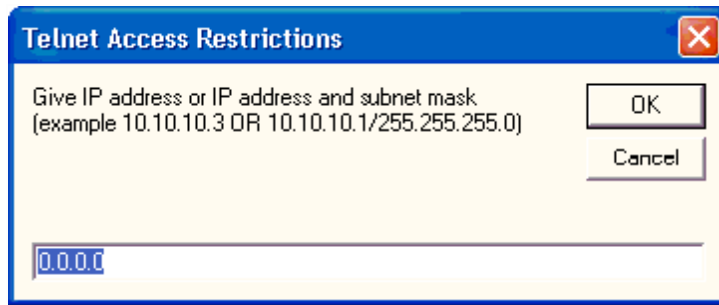 Telnet Access Restrictions
Give IP address or IP address and subnet mask
(example 10.10.10.3 OR 10.10.10.1/255.255.255.0)
OK
Cancel
0.0.0.0